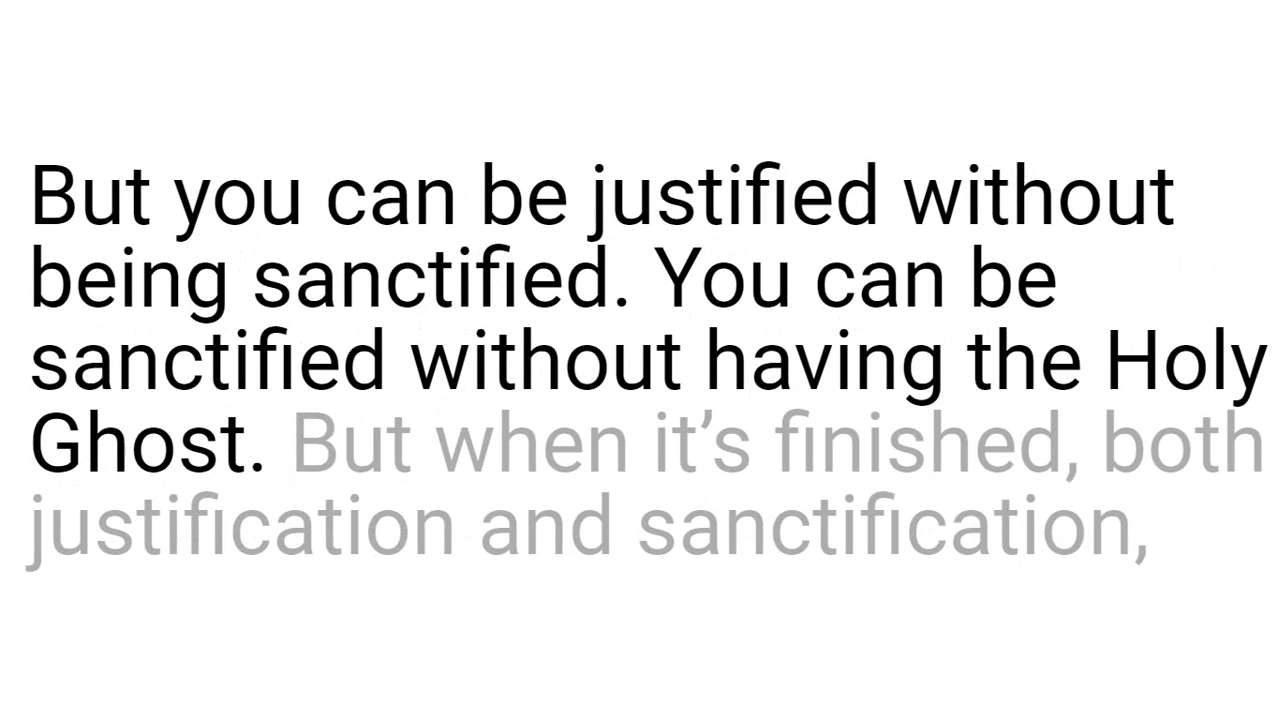 But you can be justified without
being sanctified. You can be
sanctified without having the Holy
Ghost. But when it’s finished, both
justification and sanctification,